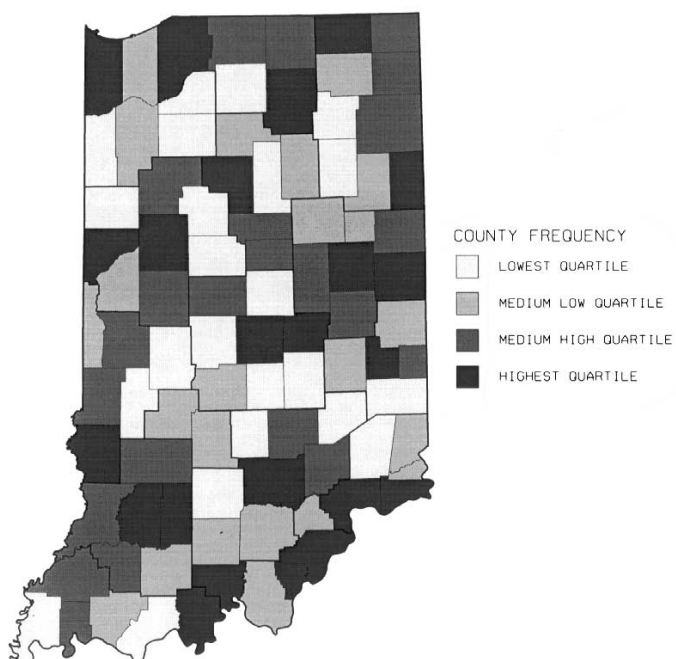 COUNTY FREQUENCY
LOWEST QUARTILE
MEDIUM LOW QUARTILE
MEDIUM HIGH QUARTILE
HIGHEST QUARTILE